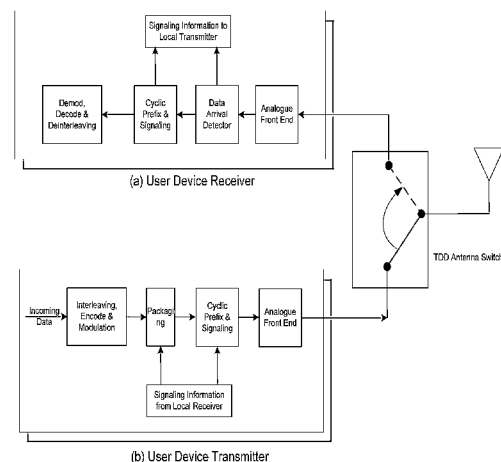 Signaling Information to
Local Transmitter
Demod,
Decode &
Deinterleaving
Cyclic
Prefix &
Signaling
Data
Arrival
Detector
Analogue
Front End
(a) User Device Receiver
TDD Antenna Switch
Incoming
Data
Interleaving,
Encode &
Modulation
Packagi
ng
Cyclic
Prefix &
Signaling
Analogue
Front End
Signaling Information
from Local Receiver
(b) User Device Transmitter